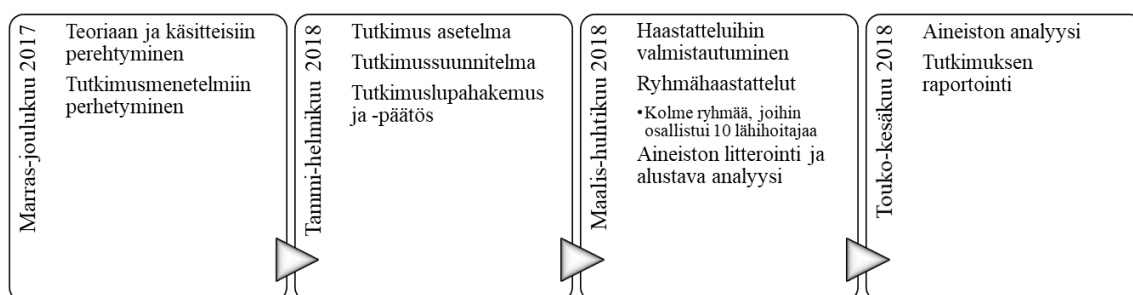 Marras-joulukuu 2017
Teoriaan ja käsitteisiin
perehtyminen
Tutkimusmenetelmiin
perhetyminen
Tammi-helmikuu 2018
Tutkimus asetelma
Tutkimussuunnitelma
Tutkimuslupahakemus
ja -päätös
Maalis-huhtikuu 2018
Haastatteluihin
valmistautuminen
Ryhmähaastattelut
•Kolme ryhmää, joihin
osallistui 10 lähihoitajaa
Aineiston litterointi ja
alustava analyysi
Touko-kesäkuu 2018
Aineiston analyysi
Tutkimuksen
raportointi